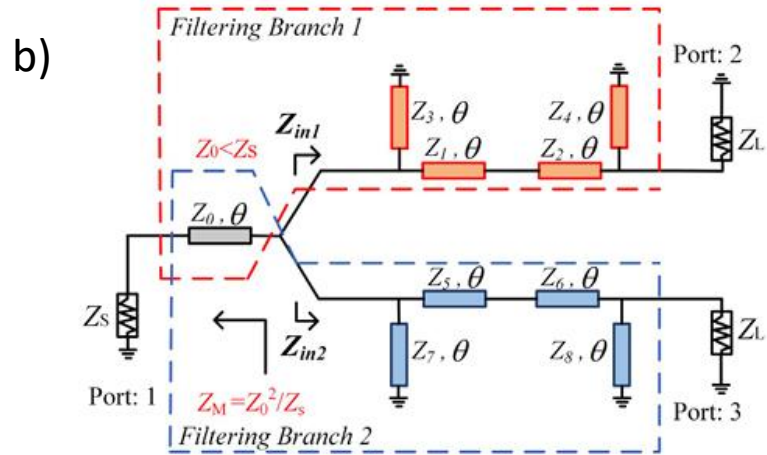 b)
Filtering Branch 1
Port: 2
Z3, θ
Z4, θ
Zin1
Z1, θ
Z2, θ
ZL
Z0<ZS
Z0, θ
Z5, θ
Z6, θ
ZS
Zin2
Z7, θ
Z8, θ
ZL
Port: 1
ZM=Z0²/Zs
Port: 3
Filtering Branch 2